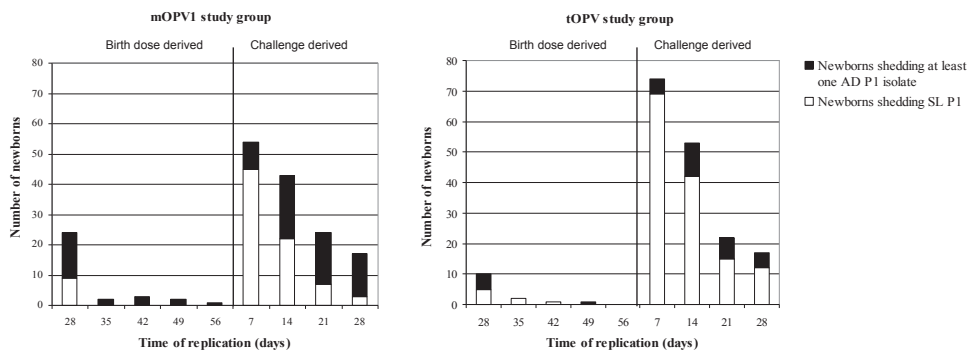 mOPV1 study group
Birth dose derived
Challenge derived
80
70
60
50
40
30
20
10
0
Number of newborns
28 35 42 49 56 7 14 21 28
Time of replication (days)
tOPV study group
Birth dose derived
Challenge derived
80
70
60
50
40
30
20
10
0
Number of newborns
28 35 42 49 56 7 14 21 28
Time of replication (days)
Newborns shedding at least
one AD P1 isolate
Newborns shedding SL P1